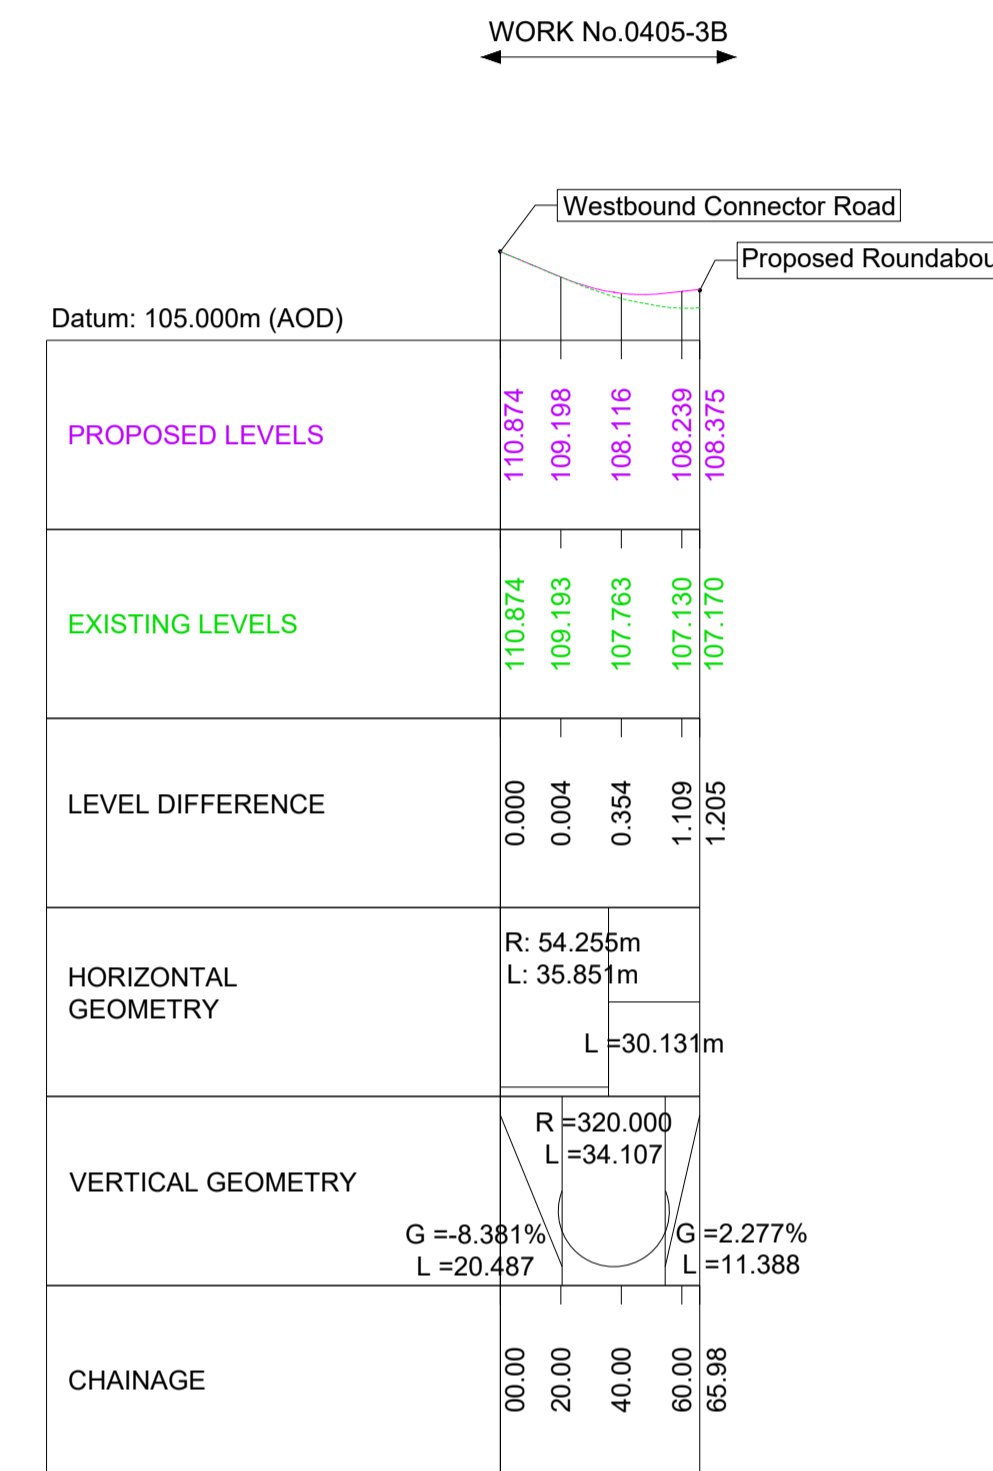 WORK No.0405-3B
Westbound Connector Road
Proposed Roundabou
Datum: 105.000m (AOD)
PROPOSED LEVELS
110.874
109.198
108.116
108.239
108.375
EXISTING LEVELS
110.874
109.193
107.763
107.130
107.170
LEVEL DIFFERENCE
0.000
0.004
0.354
1.109
1.205
HORIZONTAL
GEOMETRY
R: 54.255m
L: 35.851m
L =30.131m
VERTICAL GEOMETRY
R =320.000
L =34.107
G =-8.381%
L =20.487
G =2.277%
L =11.388
CHAINAGE
00.00
20.00
40.00
60.00
65.98